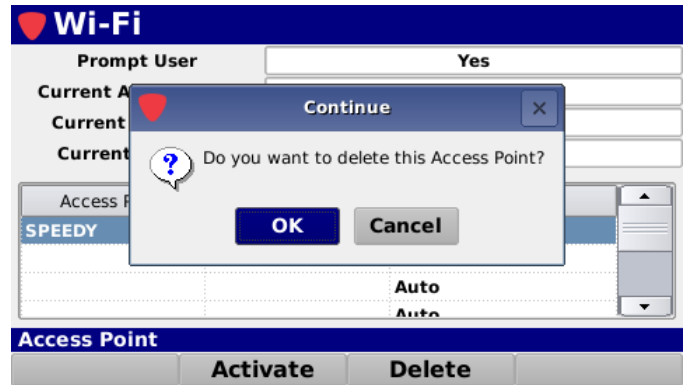 Wi-Fi
Prompt User Yes
Current A
Continue
Current
Current
Do you want to delete this Access Point?
Access
SPEEDY
OK Cancel
Auto
Auto
Access Point
Activate Delete